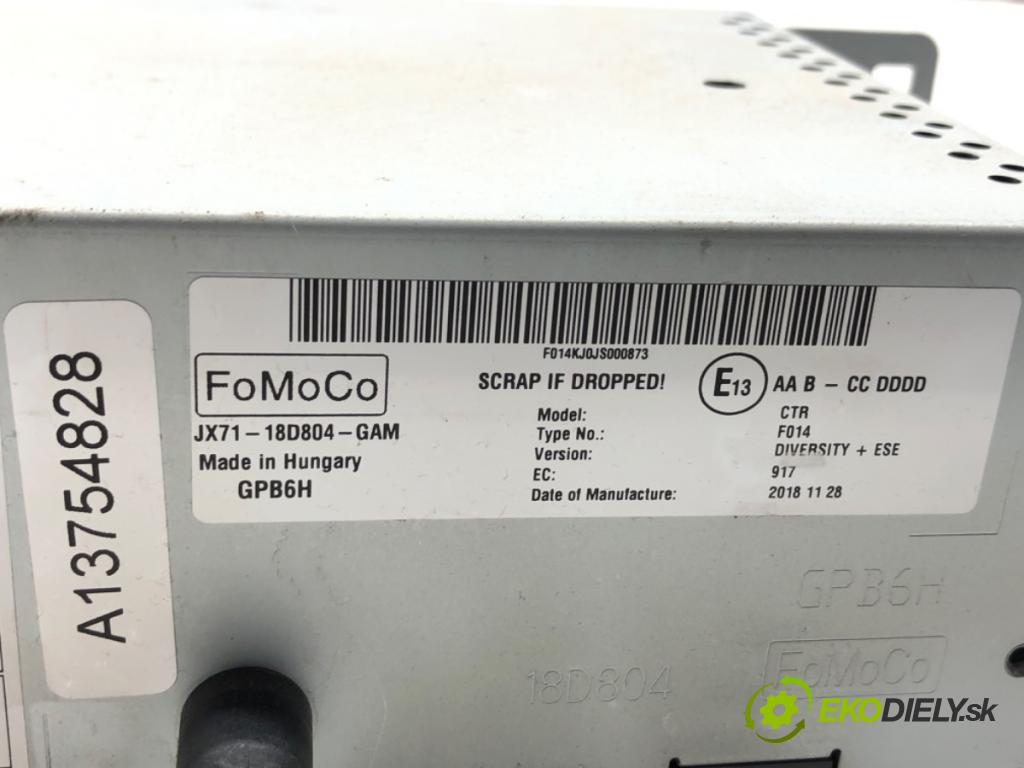 A13754828
F014KJ0JS000873
FoMoCo
SCRAP IF DROPPED!
E13
AA B - CC DDDD
JX71-18D804-GAM
Made in Hungary
GPB6H
Model: CTR
Type No.: F014
Version: DIVERSITY + ESE
EC: 917
Date of Manufacture: 2018 11 28
GPB6H
18D804
FoMoCo
EKODIELY.sk